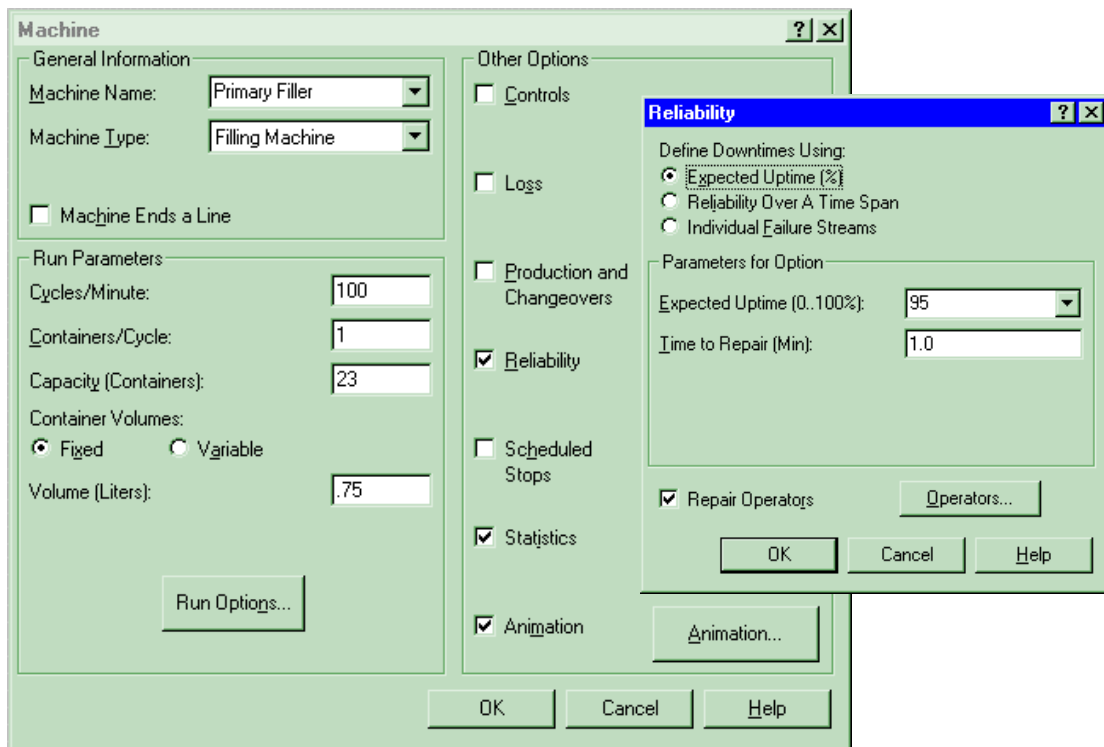 Machine
General Information
Machine Name: Primary Filler
Machine Type: Filling Machine
Machine Ends a Line
Run Parameters
Cycles/Minute: 100
Containers/Cycle: 1
Capacity (Containers): 23
Container Volumes:
Fixed Variable
Volume (Liters): .75
Run Options...
Other Options
Controls
Loss
Production and
Changeovers
Reliability
Scheduled
Stops
Statistics
Animation Animation...
OK Cancel Help
Reliability
Define Downtimes Using:
Expected Uptime (%)
Reliability Over A Time Span
Individual Failure Streams
Parameters for Option
Expected Uptime (0..100%): 95
Time to Repair (Min): 1.0
Repair Operators Operators...
OK Cancel Help